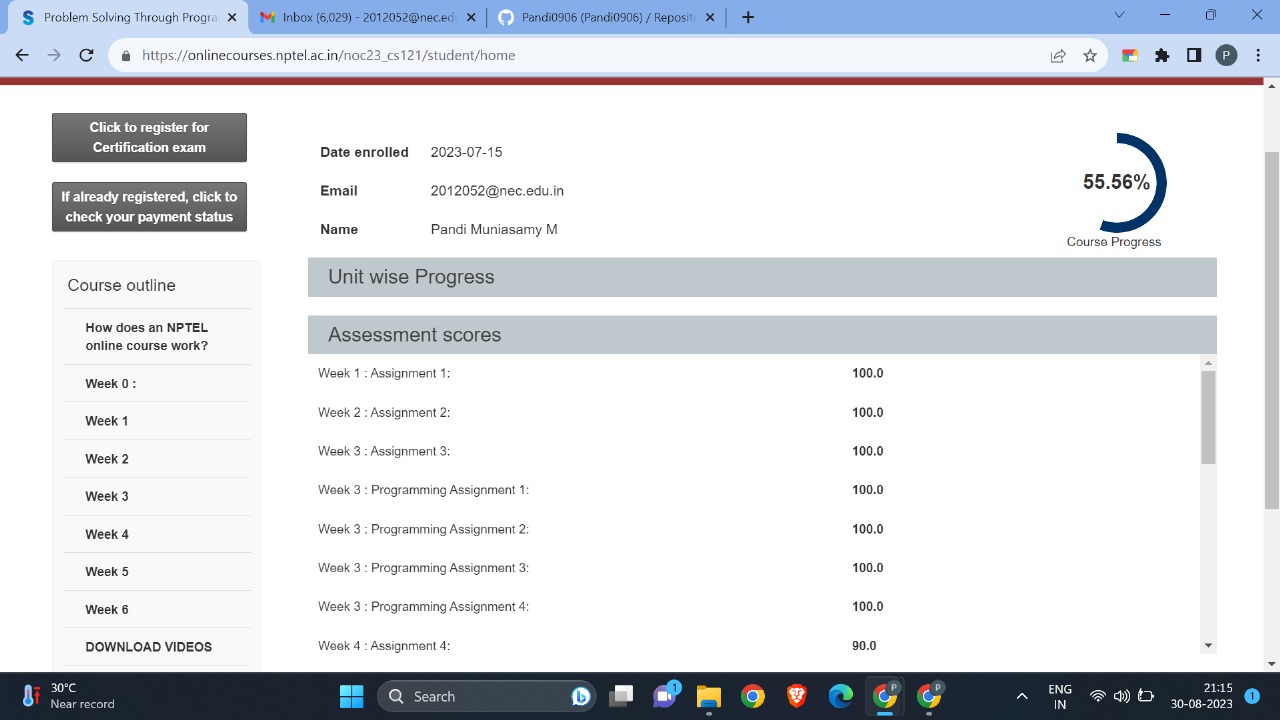 Problem Solving Through Progra
Inbox (6,029) - 2012052@nec.edu
Pandi0906 (Pandi0906) / Reposit
https://onlinecourses.nptel.ac.in/noc23_cs121/student/home
P
Click to register for
Certification exam
If already registered, click to
check your payment status
Date enrolled 2023-07-15
Email 2012052@nec.edu.in
Name Pandi Muniasamy M
55.56%
Course Progress
Course outline
How does an NPTEL
online course work?
Week 0 :
Week 1
Week 2
Week 3
Week 4
Week 5
Week 6
DOWNLOAD VIDEOS
Unit wise Progress
Assessment scores
Week 1 : Assignment 1: 100.0
Week 2 : Assignment 2: 100.0
Week 3 : Assignment 3: 100.0
Week 3 : Programming Assignment 1: 100.0
Week 3 : Programming Assignment 2: 100.0
Week 3 : Programming Assignment 3: 100.0
Week 3 : Programming Assignment 4: 100.0
Week 4 : Assignment 4: 90.0
30°C
Near record
Search
1
P
P
ENG
IN
21:15
30-08-2023
1